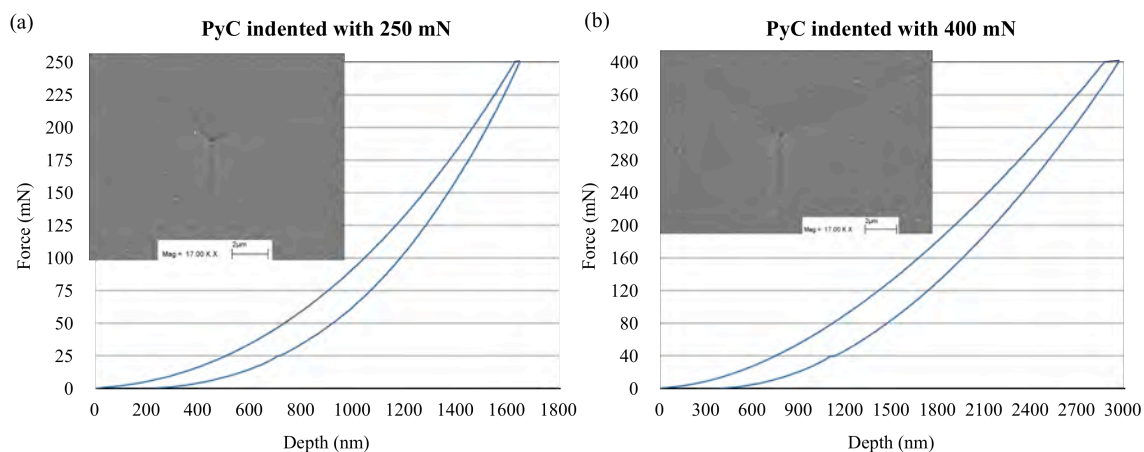 (a)
PyC indented with 250 mN
250
225
200
175
150
125
100
75
50
25
0
Force (mN)
2µm
Mag = 17.00 K X
0 200 400 600 800 1000 1200 1400 1600 1800
Depth (nm)
(b)
PyC indented with 400 mN
400
360
320
280
240
200
160
120
80
40
0
Force (mN)
2µm
Mag = 17.00 K X
0 300 600 900 1200 1500 1800 2100 2400 2700 3000
Depth (nm)